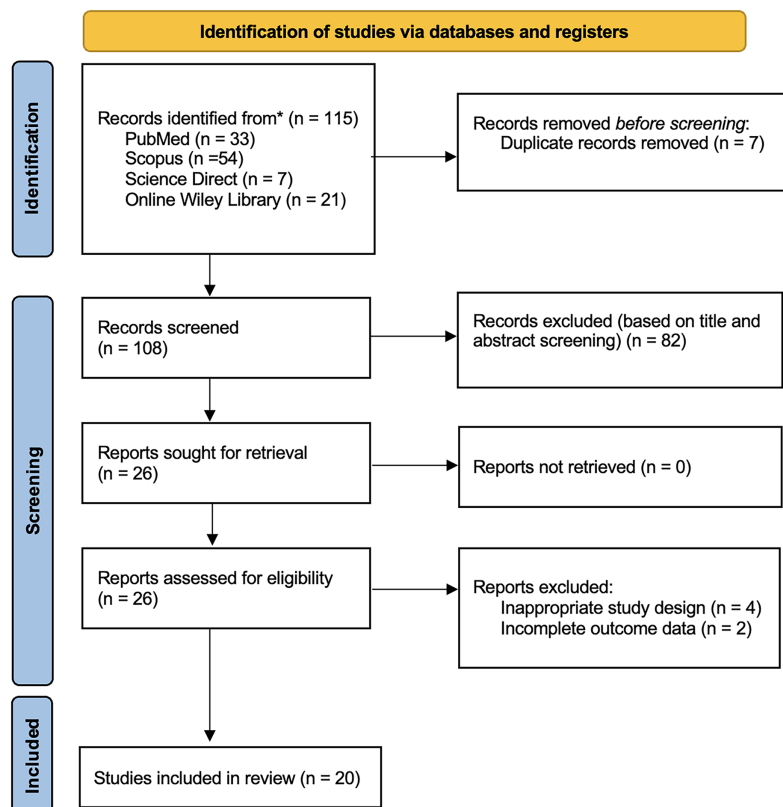 Identification of studies via databases and registers
Identification
Records identified from* (n = 115)
PubMed (n = 33)
Scopus (n =54)
Science Direct (n = 7)
Online Wiley Library (n = 21)
Records removed before screening:
Duplicate records removed (n = 7)
Screening
Records screened
(n = 108)
Records excluded (based on title and
abstract screening) (n = 82)
Reports sought for retrieval
(n = 26)
Reports not retrieved (n = 0)
Reports assessed for eligibility
(n = 26)
Reports excluded:
Inappropriate study design (n = 4)
Incomplete outcome data (n = 2)
Included
Studies included in review (n = 20)